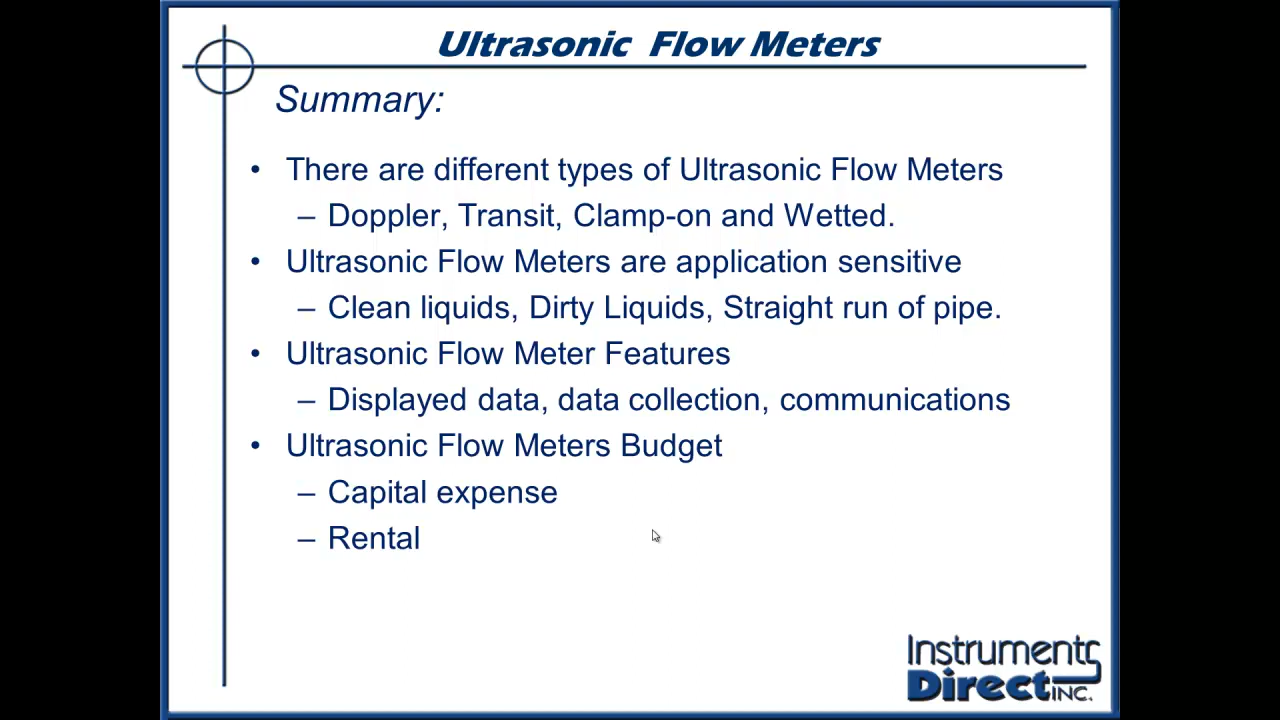 Ultrasonic Flow Meters
Summary:
• There are different types of Ultrasonic Flow Meters
– Doppler, Transit, Clamp-on and Wetted.
• Ultrasonic Flow Meters are application sensitive
– Clean liquids, Dirty Liquids, Straight run of pipe.
• Ultrasonic Flow Meter Features
– Displayed data, data collection, communications
• Ultrasonic Flow Meters Budget
– Capital expense
– Rental
Instruments
Direct INC.